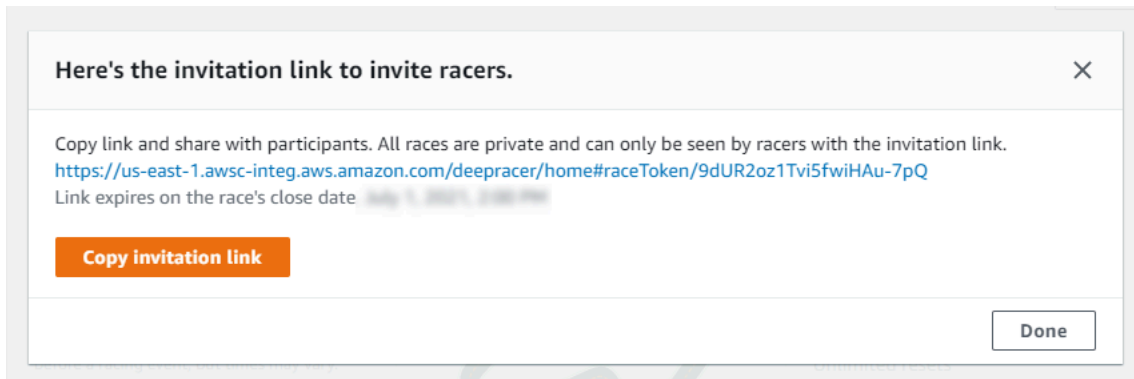 Here's the invitation link to invite racers.
Copy link and share with participants. All races are private and can only be seen by racers with the invitation link.
https://us-east-1.awsc-integ.aws.amazon.com/deepracer/home#raceToken/9dUR2oz1Tvi5fwiHAu-7pQ
Link expires on the race's close date
Copy invitation link
Done
Unlimited resets